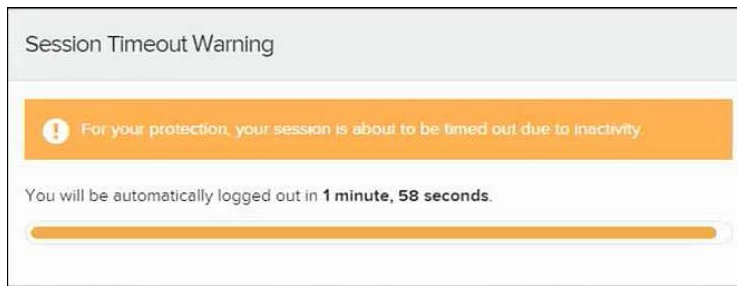 Session Timeout Warning
For your protection, your session is about to be timed out due to inactivity.
You will be automatically logged out in 1 minute, 58 seconds.